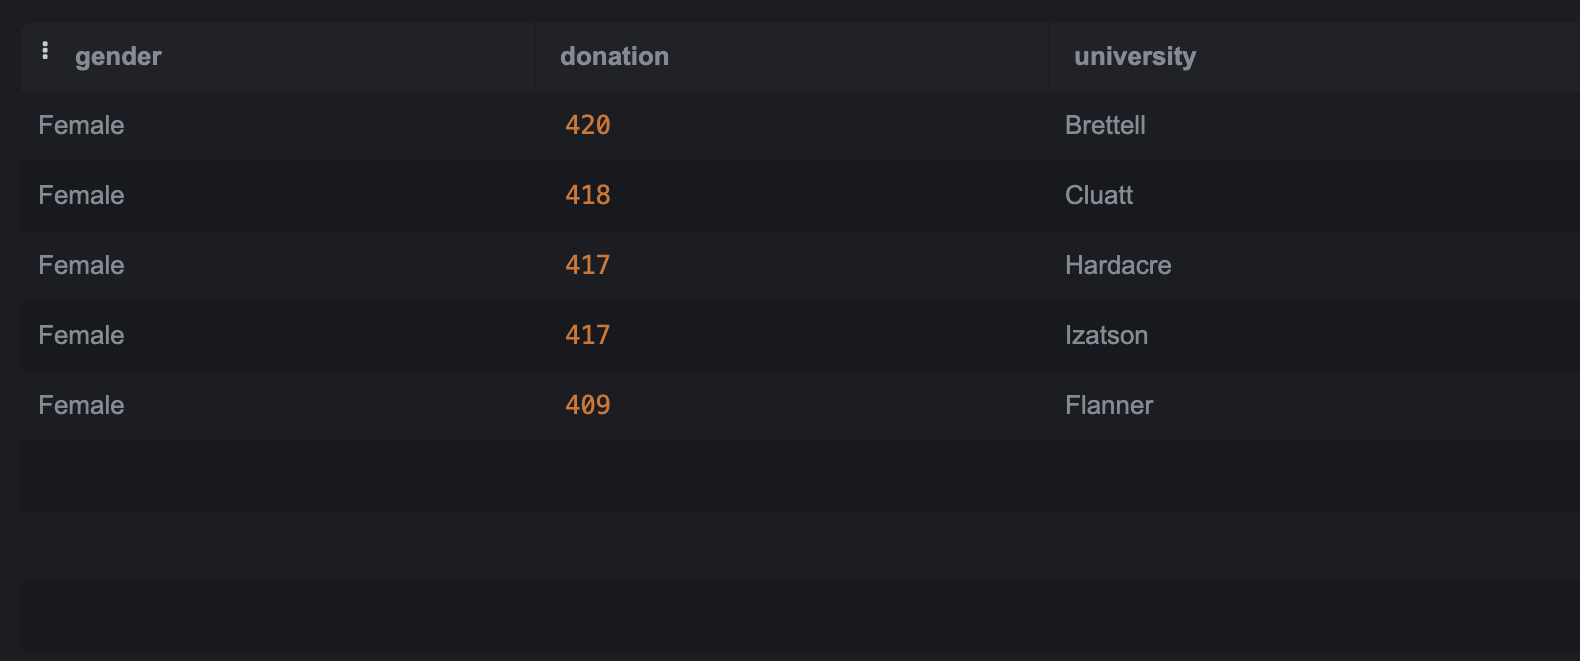 gender donation university
Female 420 Brettell
Female 418 Cluatt
Female 417 Hardacre
Female 417 Izatson
Female 409 Flanner